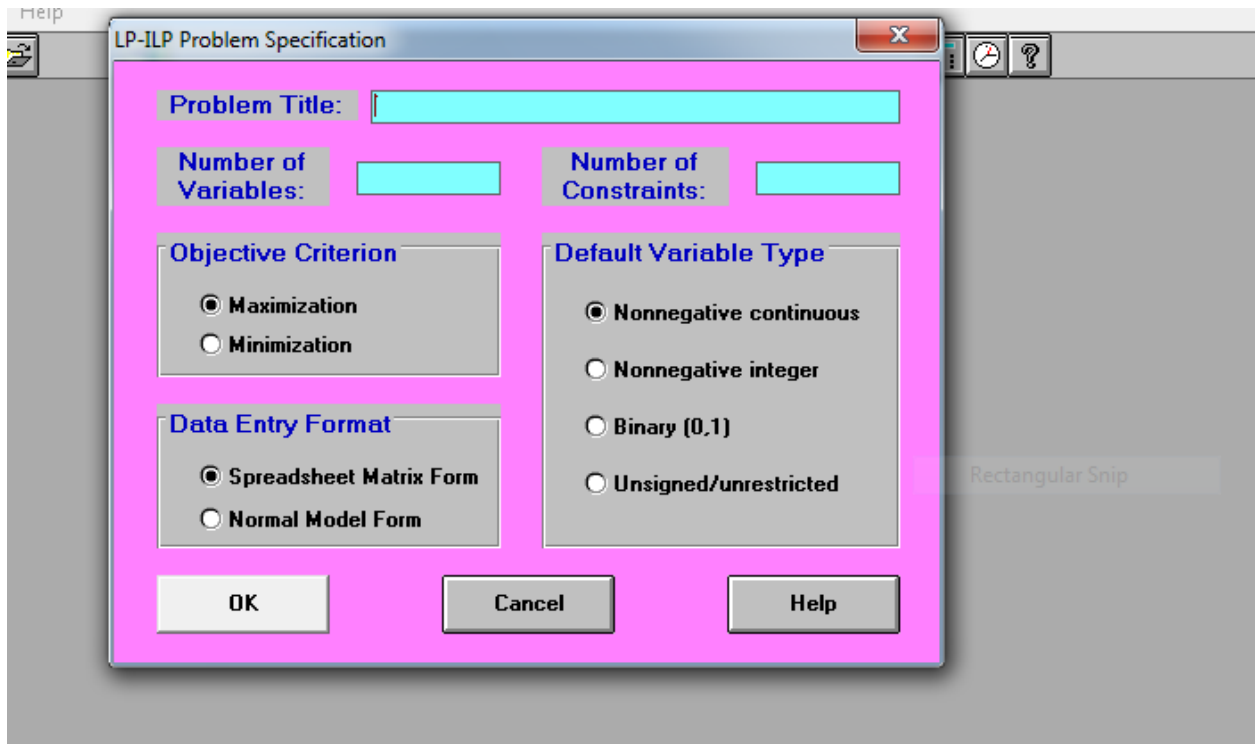 Help
LP-ILP Problem Specification
Problem Title:
Number of
Variables:
Number of
Constraints:
Objective Criterion
Maximization
Minimization
Default Variable Type
Nonnegative continuous
Nonnegative integer
Binary (0,1)
Unsigned/unrestricted
Data Entry Format
Spreadsheet Matrix Form
Normal Model Form
Rectangular Snip
OK
Cancel
Help